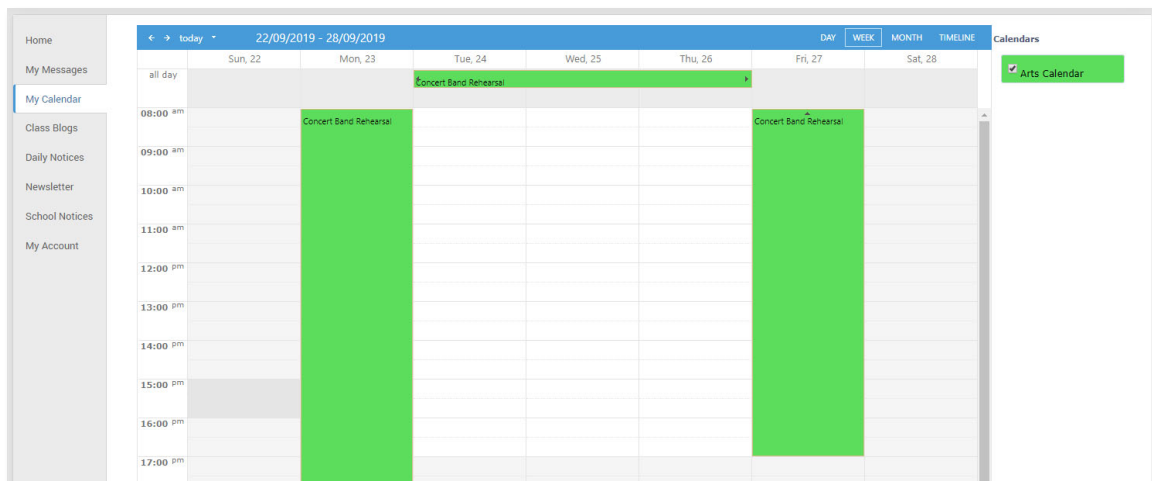 Home
My Messages
My Calendar
Class Blogs
Daily Notices
Newsletter
School Notices
My Account
today 22/09/2019 - 28/09/2019 DAY WEEK MONTH TIMELINE
Sun, 22 Mon, 23 Tue, 24 Wed, 25 Thu, 26 Fri, 27 Sat, 28
all day Concert Band Rehearsal
08:00 am Concert Band Rehearsal Concert Band Rehearsal
09:00 am
10:00 am
11:00 am
12:00 pm
13:00 pm
14:00 pm
15:00 pm
16:00 pm
17:00 pm
Calendars
Arts Calendar